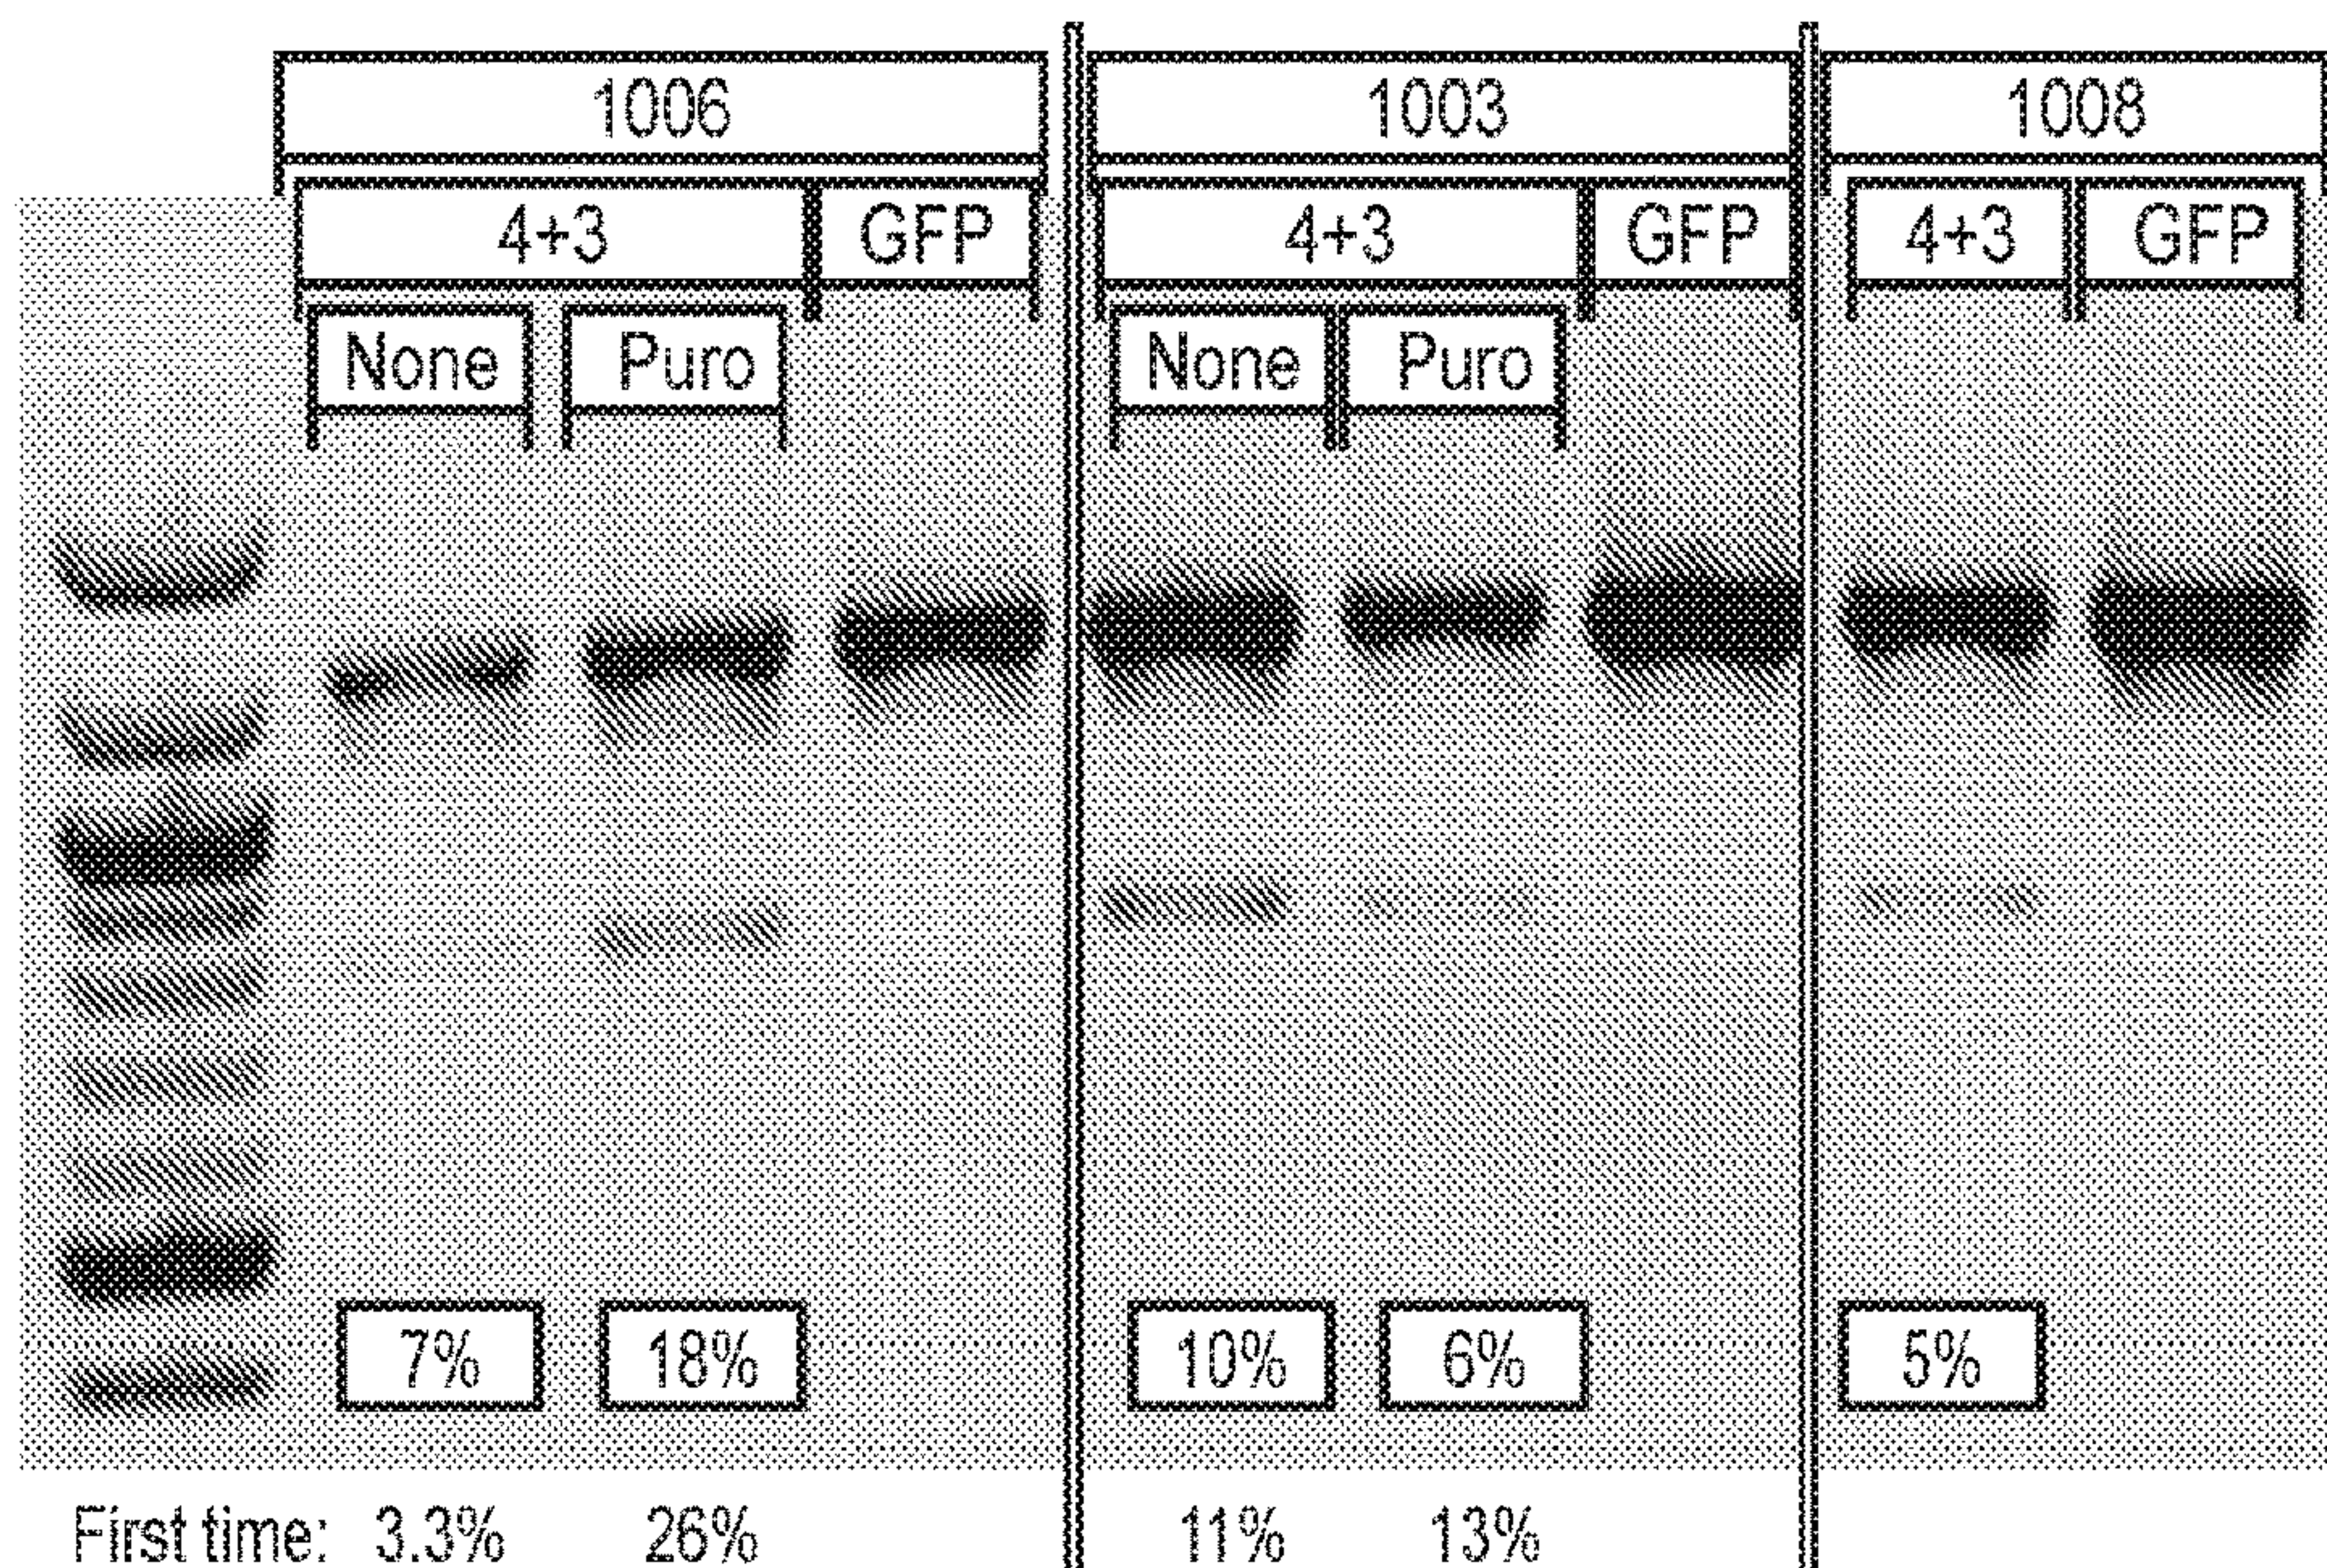 1006 1003 1008
4+3 GFP 4+3 GFP 4+3 GFP
None Puro None Puro
7% 18% 10% 6% 5%
First time: 3.3% 26% 11% 13%